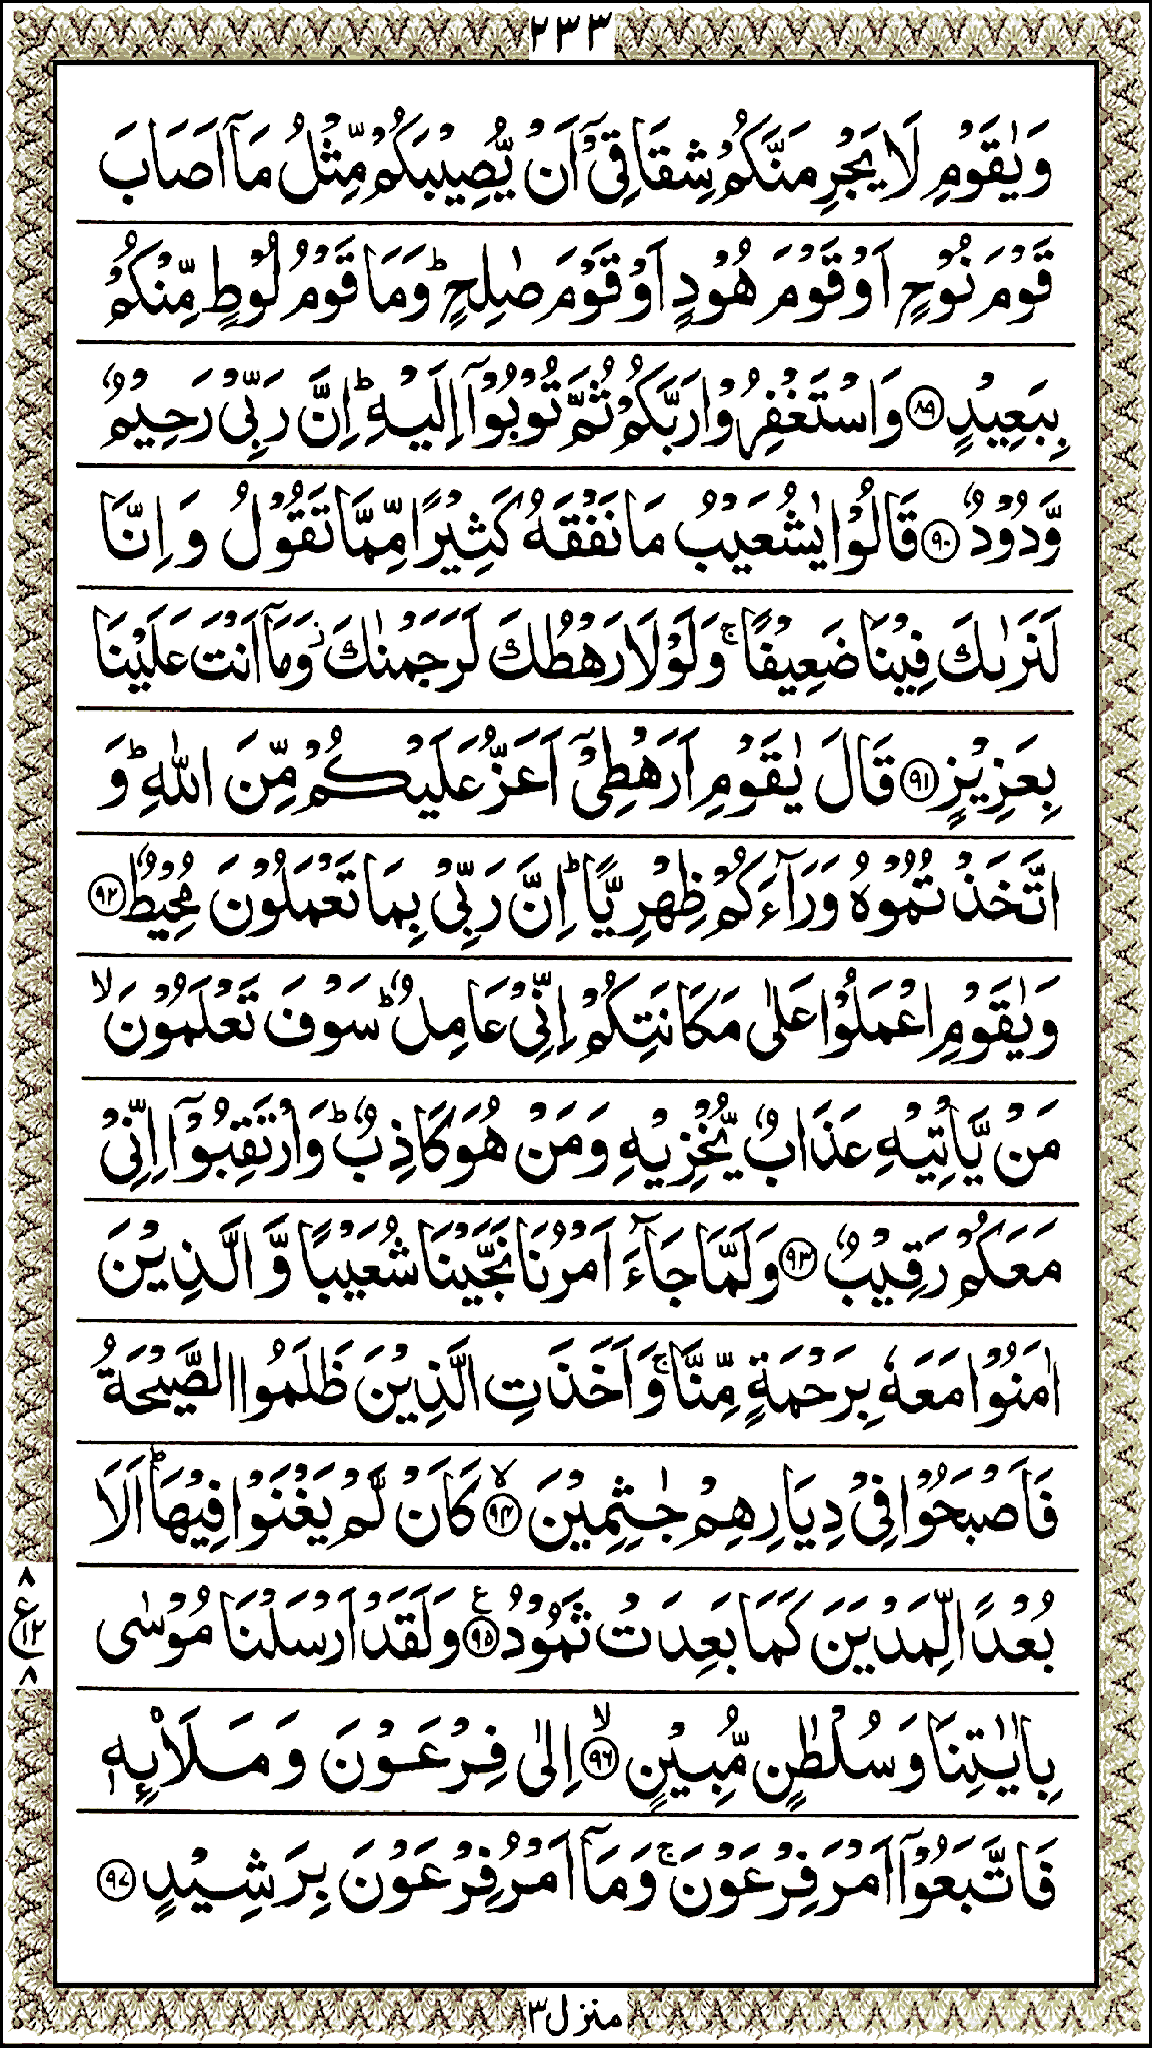 ٢٣٣
وَيٰقَوْمِ لَا يَجْرِمَنَّكُمْ شِقَاقِيْۤ اَنْ يُّصِيْبَكُمْ مِّثْلُ مَاۤ اَصَابَ
قَوْمَ نُوْحٍ اَوْ قَوْمَ هُوْدٍ اَوْ قَوْمَ صٰلِحٍ ؕ وَمَا قَوْمُ لُوْطٍ مِّنْكُمْ
بِبَعِيْدٍ ﴿٨٩﴾ وَاسْتَغْفِرُوْا رَبَّكُمْ ثُمَّ تُوْبُوْۤا اِلَيْهِ ؕ اِنَّ رَبِّيْ رَحِيْمٌ
وَّدُوْدٌ ﴿٩٠﴾ قَالُوْا يٰشُعَيْبُ مَا نَفْقَهُ كَثِيْرًا مِّمَّا تَقُوْلُ وَ اِنَّا
لَنَرٰىكَ فِيْنَا ضَعِيْفًا ۚ وَلَوْلَا رَهْطُكَ لَرَجَمْنٰكَ ؗ وَمَاۤ اَنْتَ عَلَيْنَا
بِعَزِيْزٍ ﴿٩١﴾ قَالَ يٰقَوْمِ اَرَهْطِيْۤ اَعَزُّ عَلَيْكُمْ مِّنَ اللّٰهِ ؕ وَ
اتَّخَذْتُمُوْهُ وَرَآءَكُمْ ظِهْرِيًّا ؕ اِنَّ رَبِّيْ بِمَا تَعْمَلُوْنَ مُحِيْطٌ ﴿٩٢﴾
وَيٰقَوْمِ اعْمَلُوْا عَلٰى مَكَانَتِكُمْ اِنِّيْ عَامِلٌ ؕ سَوْفَ تَعْلَمُوْنَ ۙ
مَنْ يَّاْتِيْهِ عَذَابٌ يُّخْزِيْهِ وَمَنْ هُوَ كَاذِبٌ ؕ وَارْتَقِبُوْۤا اِنِّيْ
مَعَكُمْ رَقِيْبٌ ﴿٩٣﴾ وَلَمَّا جَآءَ اَمْرُنَا نَجَّيْنَا شُعَيْبًا وَّ الَّذِيْنَ
اٰمَنُوْا مَعَهٗ بِرَحْمَةٍ مِّنَّا ۚ وَاَخَذَتِ الَّذِيْنَ ظَلَمُوا الصَّيْحَةُ
فَاَصْبَحُوْا فِيْ دِيَارِهِمْ جٰثِمِيْنَ ﴿٩٤﴾ۙ كَاَنْ لَّمْ يَغْنَوْا فِيْهَا ؕ اَلَا
بُعْدًا لِّمَدْيَنَ كَمَا بَعِدَتْ ثَمُوْدُ ﴿٩٥﴾ع وَلَقَدْ اَرْسَلْنَا مُوْسٰى
٨ ع ١٢ ٨
بِاٰيٰتِنَا وَسُلْطٰنٍ مُّبِيْنٍ ﴿٩٦﴾ۙ اِلٰى فِرْعَوْنَ وَ مَلَا۟ئِهٖ
فَاتَّبَعُوْۤا اَمْرَ فِرْعَوْنَ ۚ وَمَاۤ اَمْرُ فِرْعَوْنَ بِرَشِيْدٍ ﴿٩٧﴾
منزل ٣